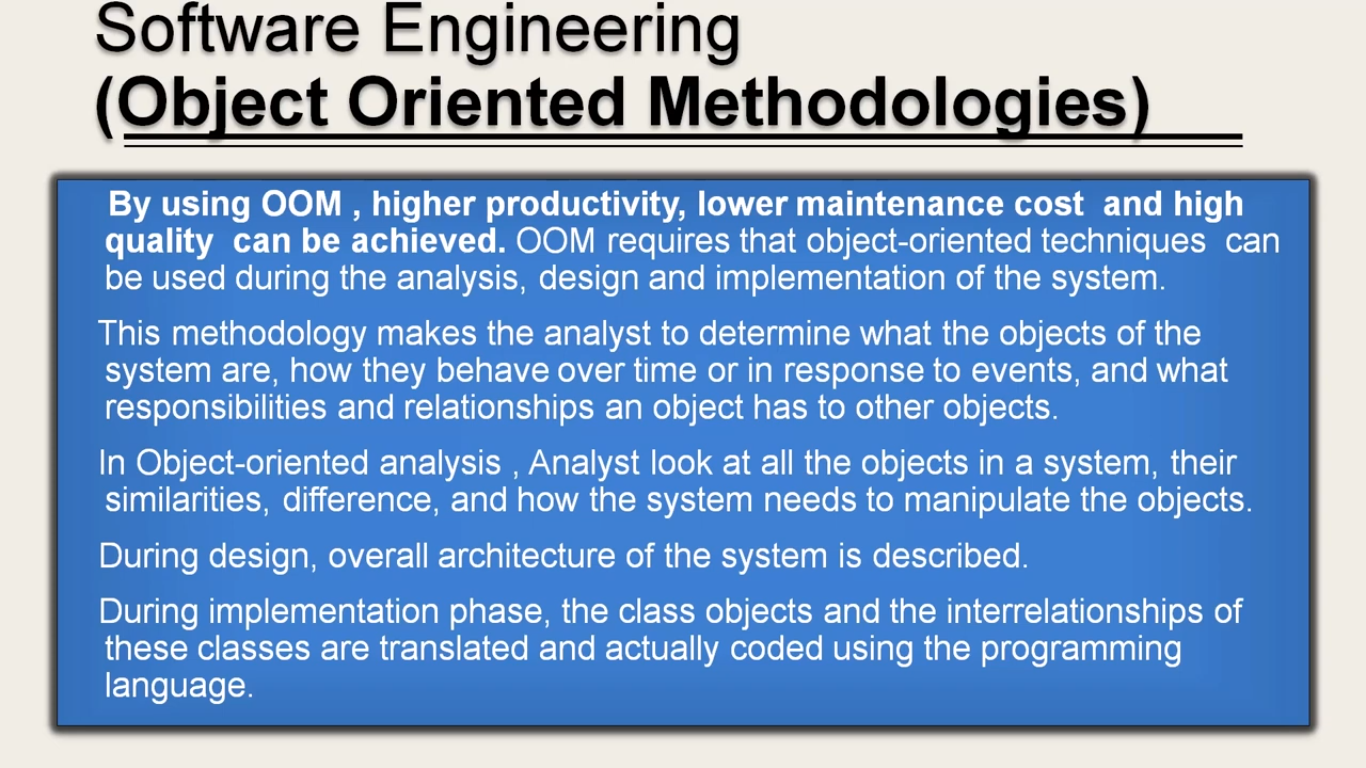 Software Engineering
(Object Oriented Methodologies)
By using OOM , higher productivity, lower maintenance cost  and high
quality  can be achieved. OOM requires that object-oriented techniques  can
be used during the analysis, design and implementation of the system.
This methodology makes the analyst to determine what the objects of the
system are, how they behave over time or in response to events, and what
responsibilities and relationships an object has to other objects.
In Object-oriented analysis , Analyst look at all the objects in a system, their
similarities, difference, and how the system needs to manipulate the objects.
During design, overall architecture of the system is described.
During implementation phase, the class objects and the interrelationships of
these classes are translated and actually coded using the programming
language.